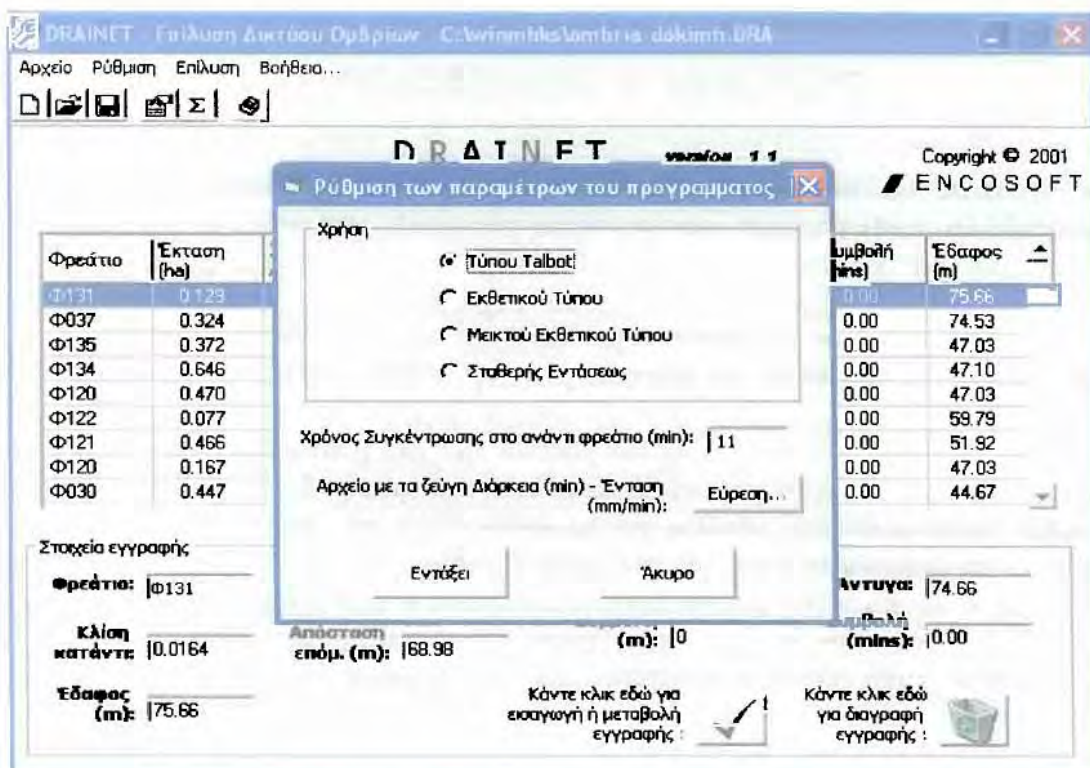 DRAINET - Επίλυση Δικτύου Ομβρίων - C:\winmhks\ombria_dokimh.DRA
Αρχείο Ρύθμιση Επίλυση Βοήθεια...
DRAINET version 1.1
Copyright © 2001
ENCOSOFT
Ρύθμιση των παραμέτρων του προγραμματος
Χρήση
Τύπου Talbot
Εκθετικού Τύπου
Μεικτού Εκθετικού Τύπου
Σταθερής Εντάσεως
Χρόνος Συγκέντρωσης στο ανάντι φρεάτιο (min): 11
Αρχείο με τα ζεύγη Διάρκεια (min) - Ένταση
(mm/min):
Εύρεση...
Εντάξει Άκυρο
Φρεάτιο Έκταση (ha) υμβολή Έδαφος (m)
Φ131 0.129 0.00 75.66
Φ037 0.324 0.00 74.53
Φ135 0.372 0.00 47.03
Φ134 0.646 0.00 47.10
Φ120 0.470 0.00 47.03
Φ122 0.077 0.00 59.79
Φ121 0.466 0.00 51.92
Φ120 0.167 0.00 47.03
Φ030 0.447 0.00 44.67
Στοιχεία εγγραφής
Φρεάτιο: Φ131 Άντυγα: 74.66
Κλίση
κατάντι: 0.0164
Απόσταση
επόμ. (m): 68.98
(m): 0
(mins): 0.00
Έδαφος
(m): 75.66
Κάντε κλικ εδώ για
εισαγωγή ή μεταβολή
εγγραφής :
Κάντε κλικ εδώ
για διαγραφή
εγγραφής :